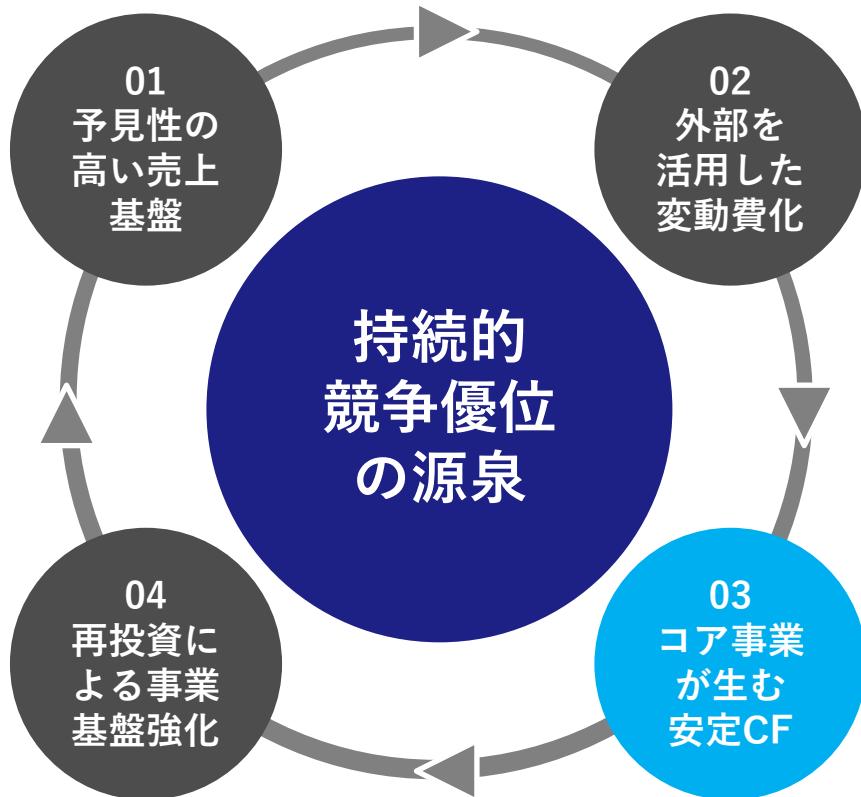 01
予見性の
高い売上
基盤
02
外部を
活用した
変動費化
持続的
競争優位
の源泉
04
再投資に
よる事業
基盤強化
03
コア事業
が生む
安定CF